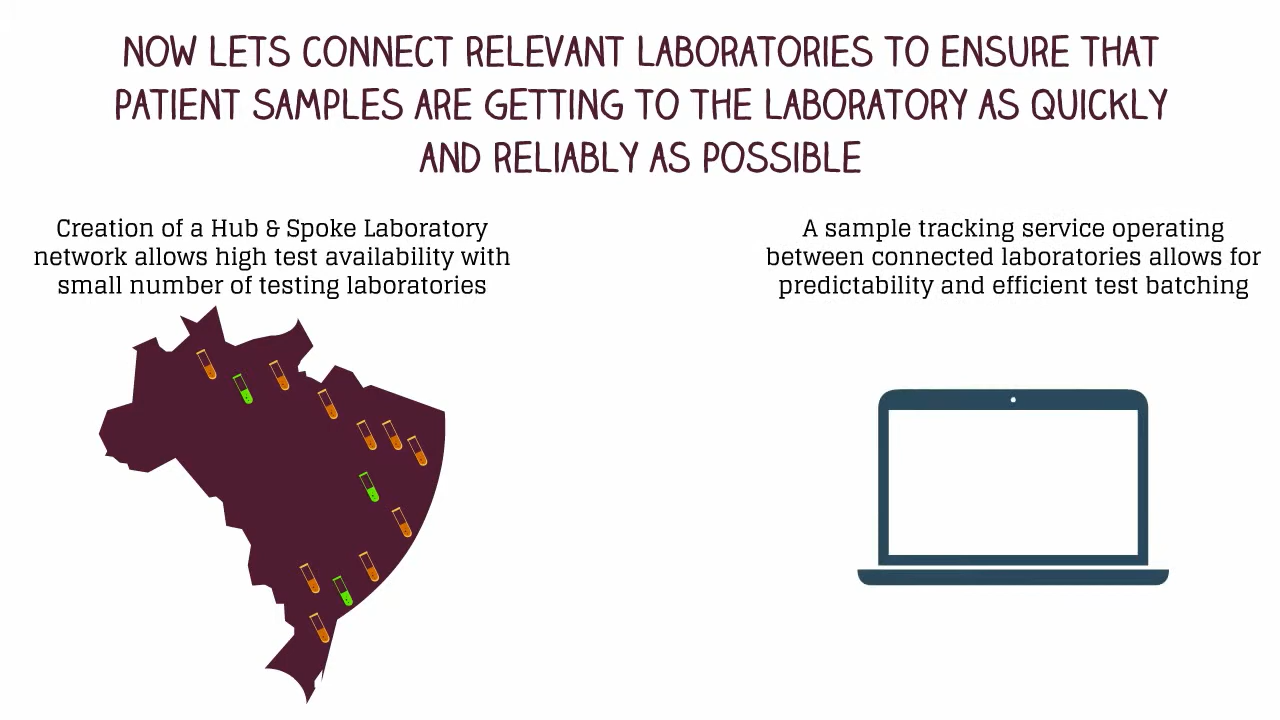 NOW LETS CONNECT RELEVANT LABORATORIES TO ENSURE THAT
PATIENT SAMPLES ARE GETTING TO THE LABORATORY AS QUICKLY
AND RELIABLY AS POSSIBLE
Creation of a Hub & Spoke Laboratory
network allows high test availability with
small number of testing laboratories
A sample tracking service operating
between connected laboratories allows for
predictability and efficient test batching